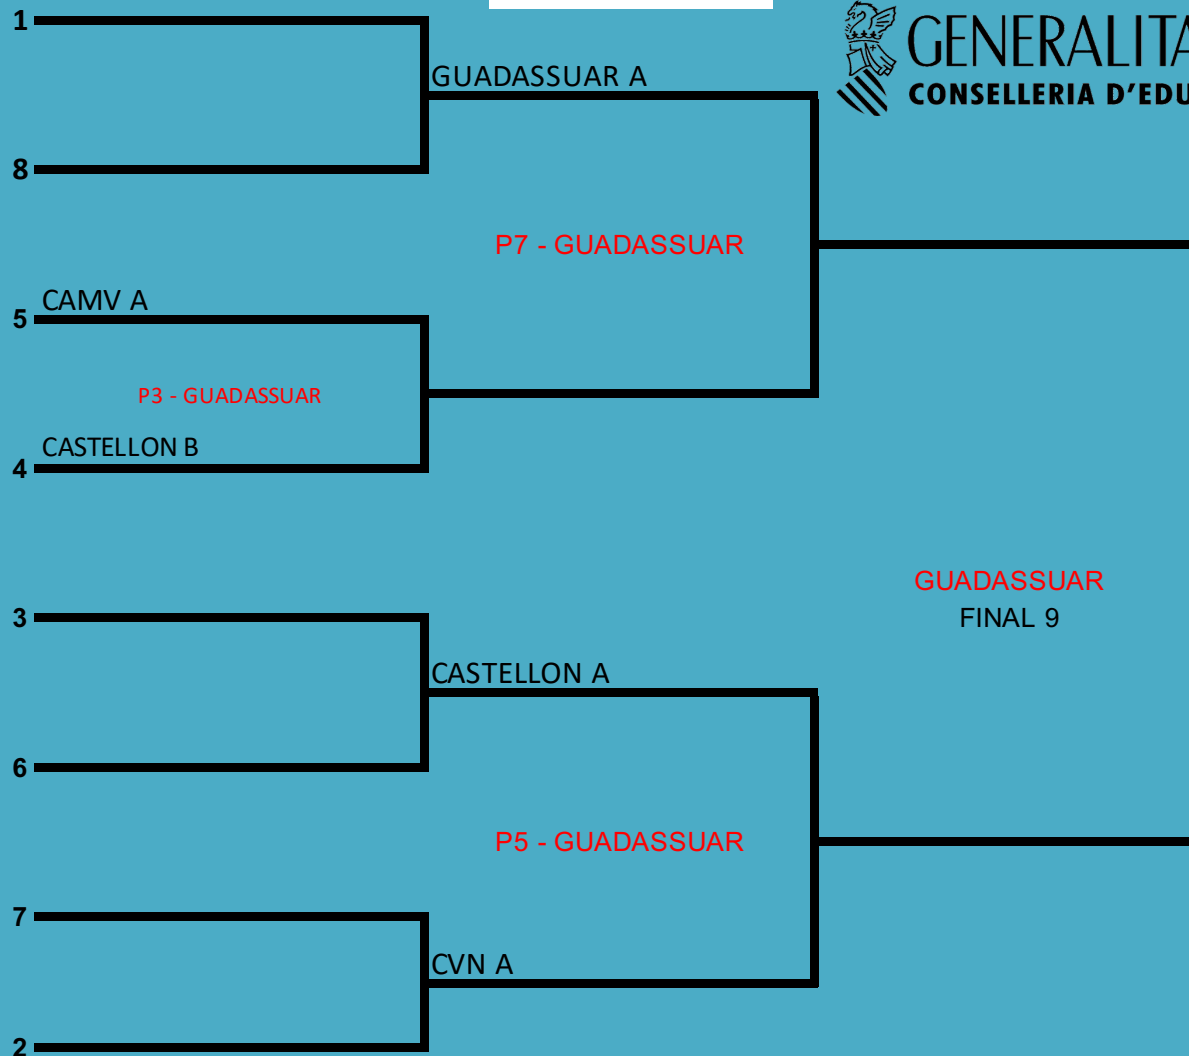 1
GENERALITA
CONSELLERIA D'EDU
GUADASSUAR A
8
P7 - GUADASSUAR
CAMV A
5
P3 - GUADASSUAR
CASTELLON B
4
GUADASSUAR
FINAL 9
3
CASTELLON A
6
P5 - GUADASSUAR
7
CVN A
2